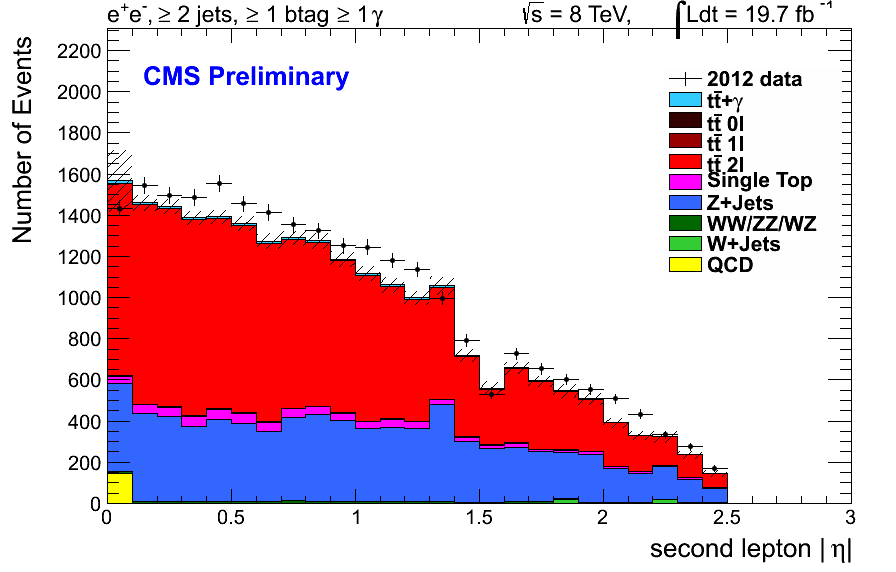 e⁺e⁻, ≥ 2 jets, ≥ 1 btag ≥ 1 γ √s = 8 TeV, ∫Ldt = 19.7 fb⁻¹
Number of Events
CMS Preliminary
2012 data
tt̄+γ
tt̄ 0l
tt̄ 1l
tt̄ 2l
Single Top
Z+Jets
WW/ZZ/WZ
W+Jets
QCD
2200
2000
1800
1600
1400
1200
1000
800
600
400
200
0
0 0.5 1 1.5 2 2.5 3
second lepton |η|